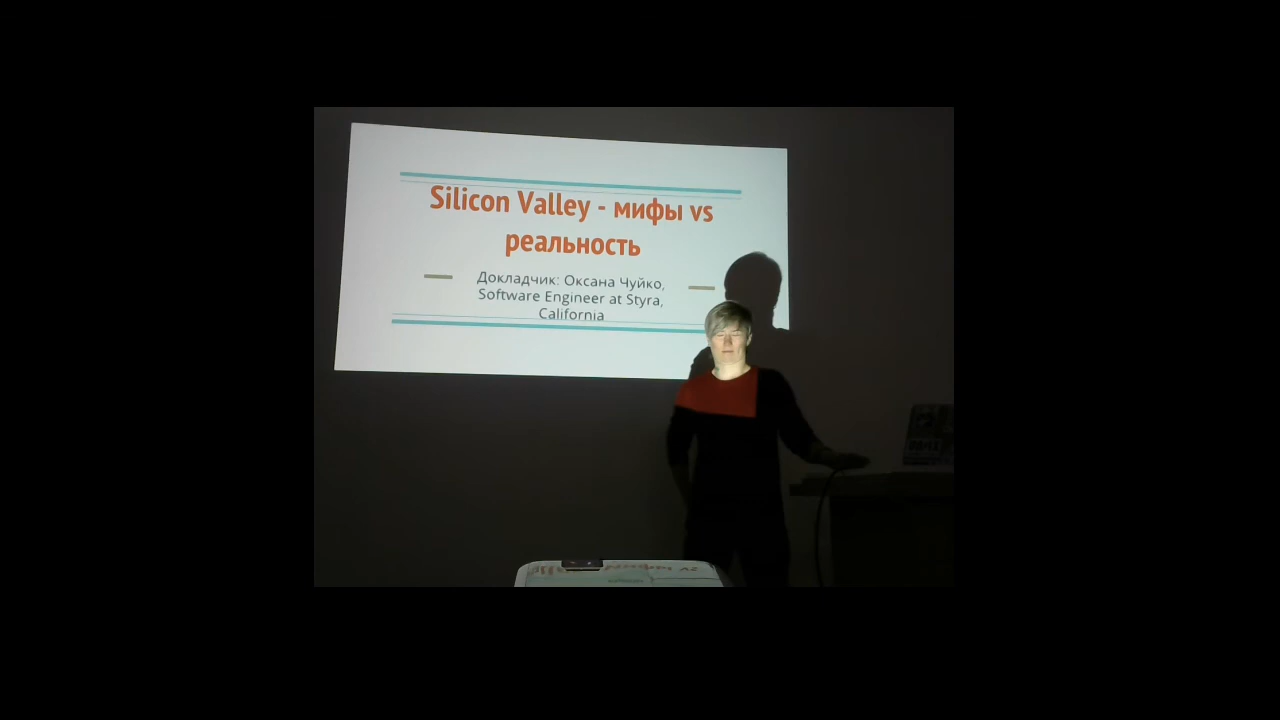 Silicon Valley - мифы vs
реальность
Докладчик: Оксана Чуйко,
Software Engineer at Styra,
California